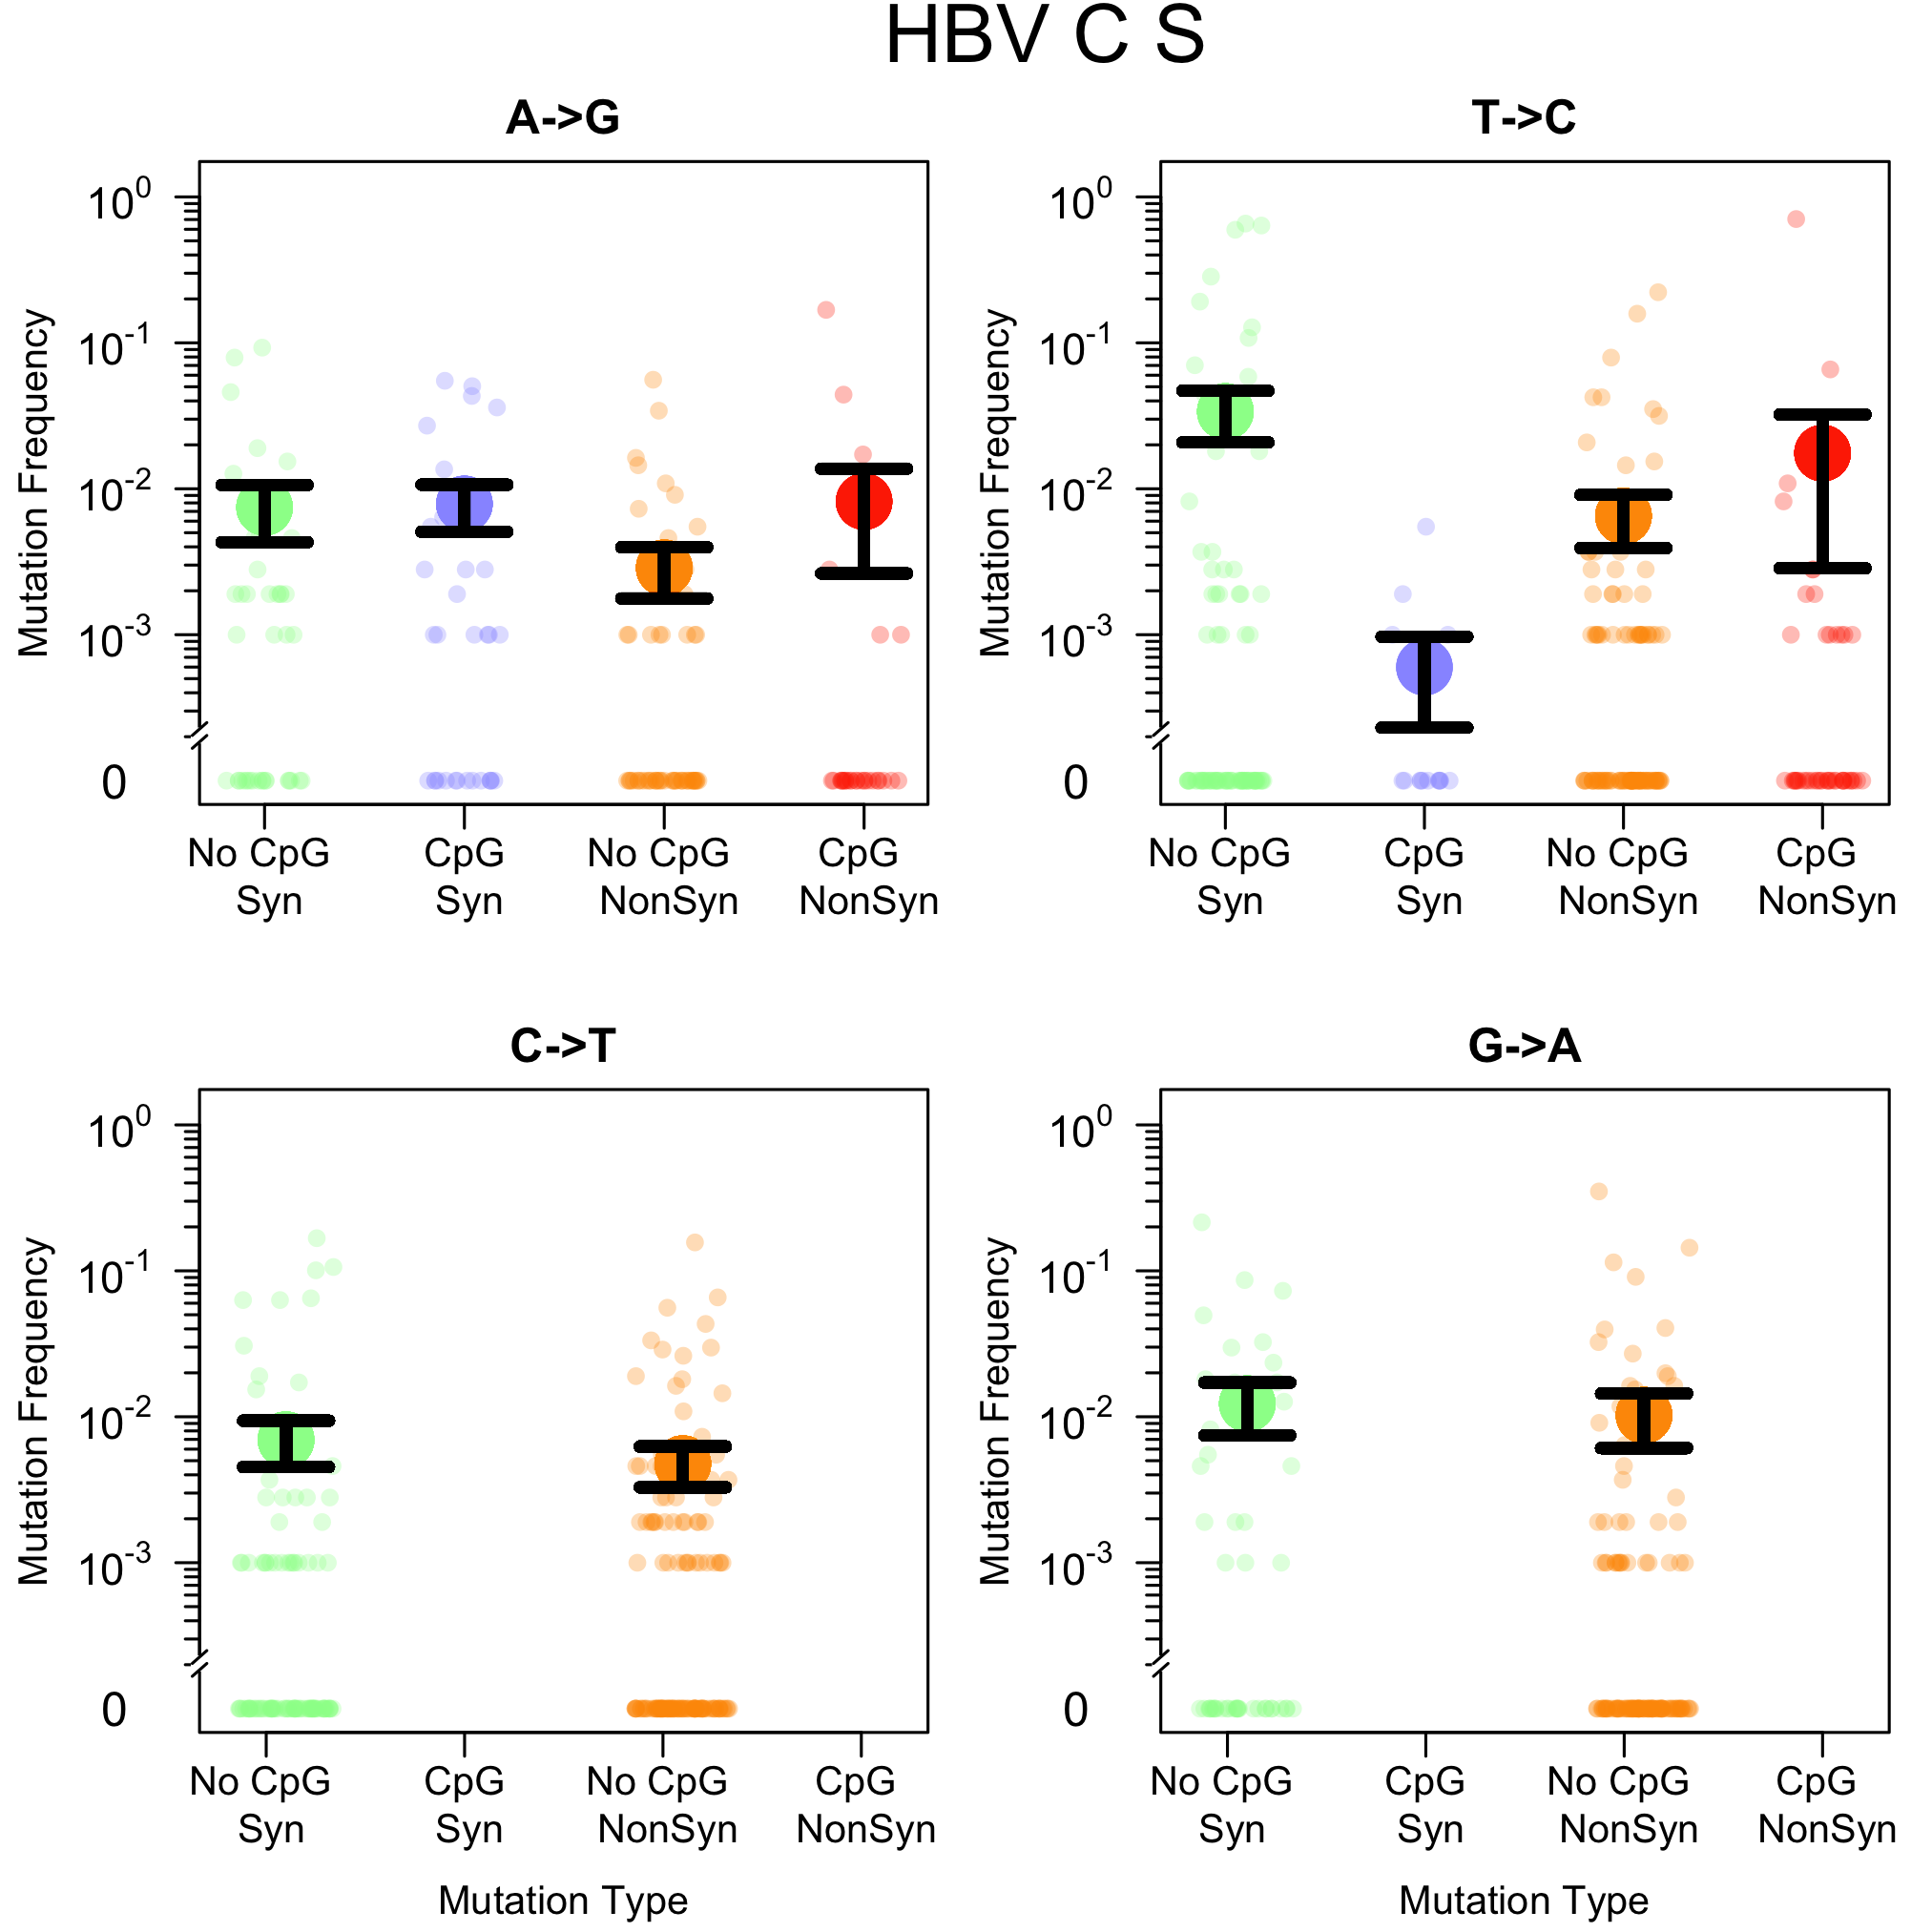 HBV C S
A->G
T->C
Mutation Frequency
10^0
10^-1
10^-2
10^-3
0
No CpG
Syn
CpG
Syn
No CpG
NonSyn
CpG
NonSyn
Mutation Frequency
10^0
10^-1
10^-2
10^-3
0
No CpG
Syn
CpG
Syn
No CpG
NonSyn
CpG
NonSyn
C->T
G->A
Mutation Frequency
10^0
10^-1
10^-2
10^-3
0
No CpG
Syn
CpG
Syn
No CpG
NonSyn
CpG
NonSyn
Mutation Type
Mutation Frequency
10^0
10^-1
10^-2
10^-3
0
No CpG
Syn
CpG
Syn
No CpG
NonSyn
CpG
NonSyn
Mutation Type